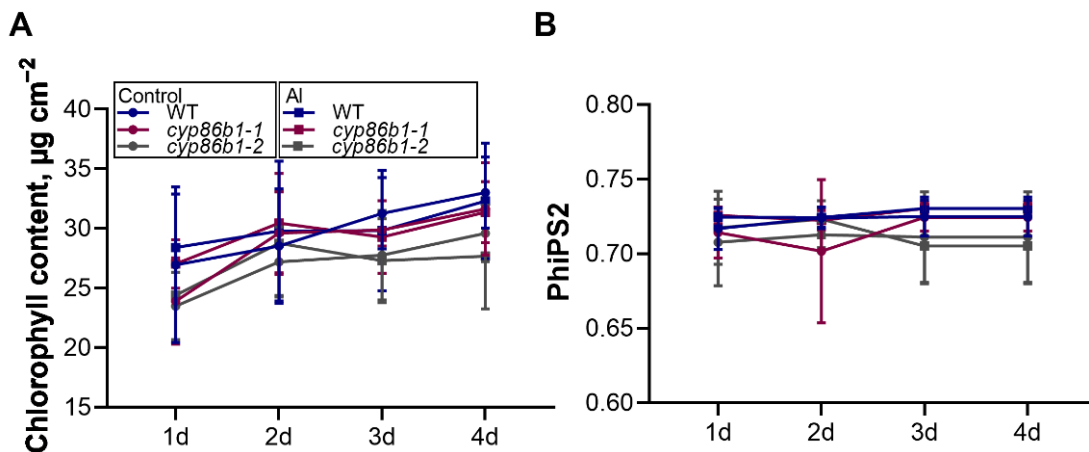 A
Chlorophyll content, µg cm⁻²
40
35
30
25
20
15
Control
WT
cyp86b1-1
cyp86b1-2
Al
WT
cyp86b1-1
cyp86b1-2
1d 2d 3d 4d
B
PhiPS2
0.80
0.75
0.70
0.65
0.60
1d 2d 3d 4d